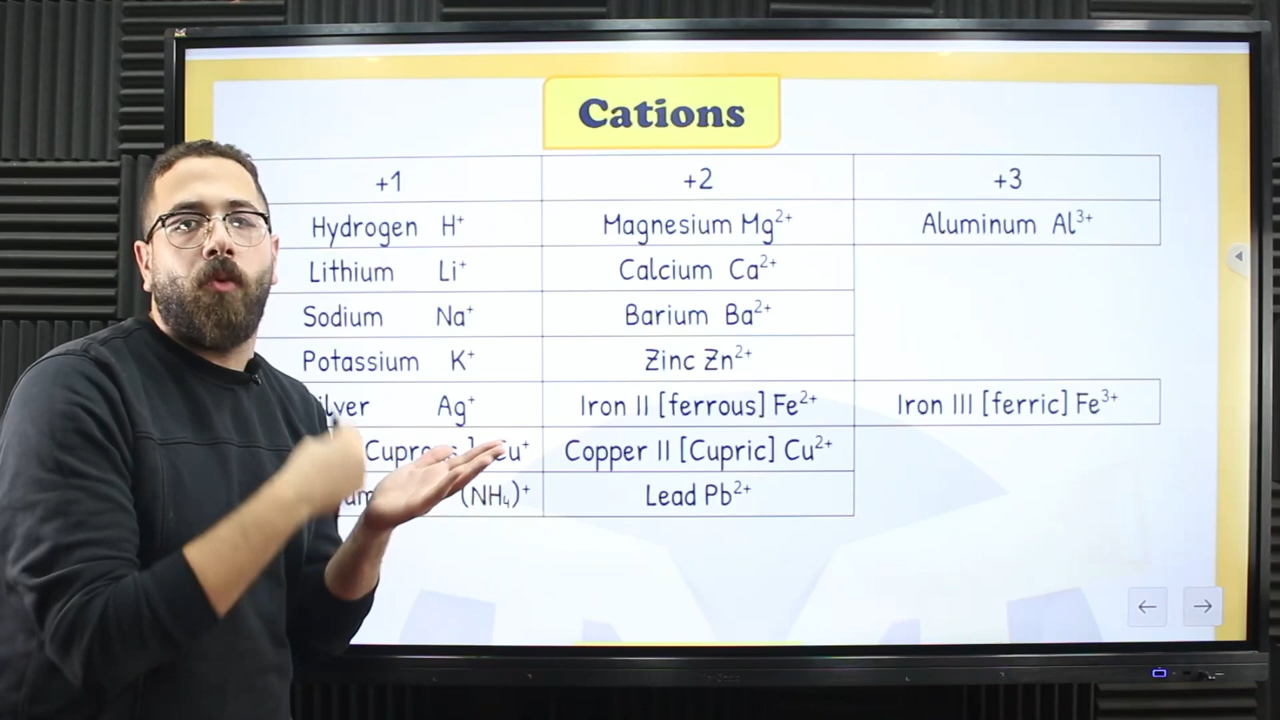 Cations
+1 +2 +3
Hydrogen H⁺ Magnesium Mg²⁺ Aluminum Al³⁺
Lithium Li⁺ Calcium Ca²⁺
Sodium Na⁺ Barium Ba²⁺
Potassium K⁺ Zinc Zn²⁺
Ag⁺ Iron II [ferrous] Fe²⁺ Iron III [ferric] Fe³⁺
Cu⁺ Copper II [Cupric] Cu²⁺
(NH₄)⁺ Lead Pb²⁺